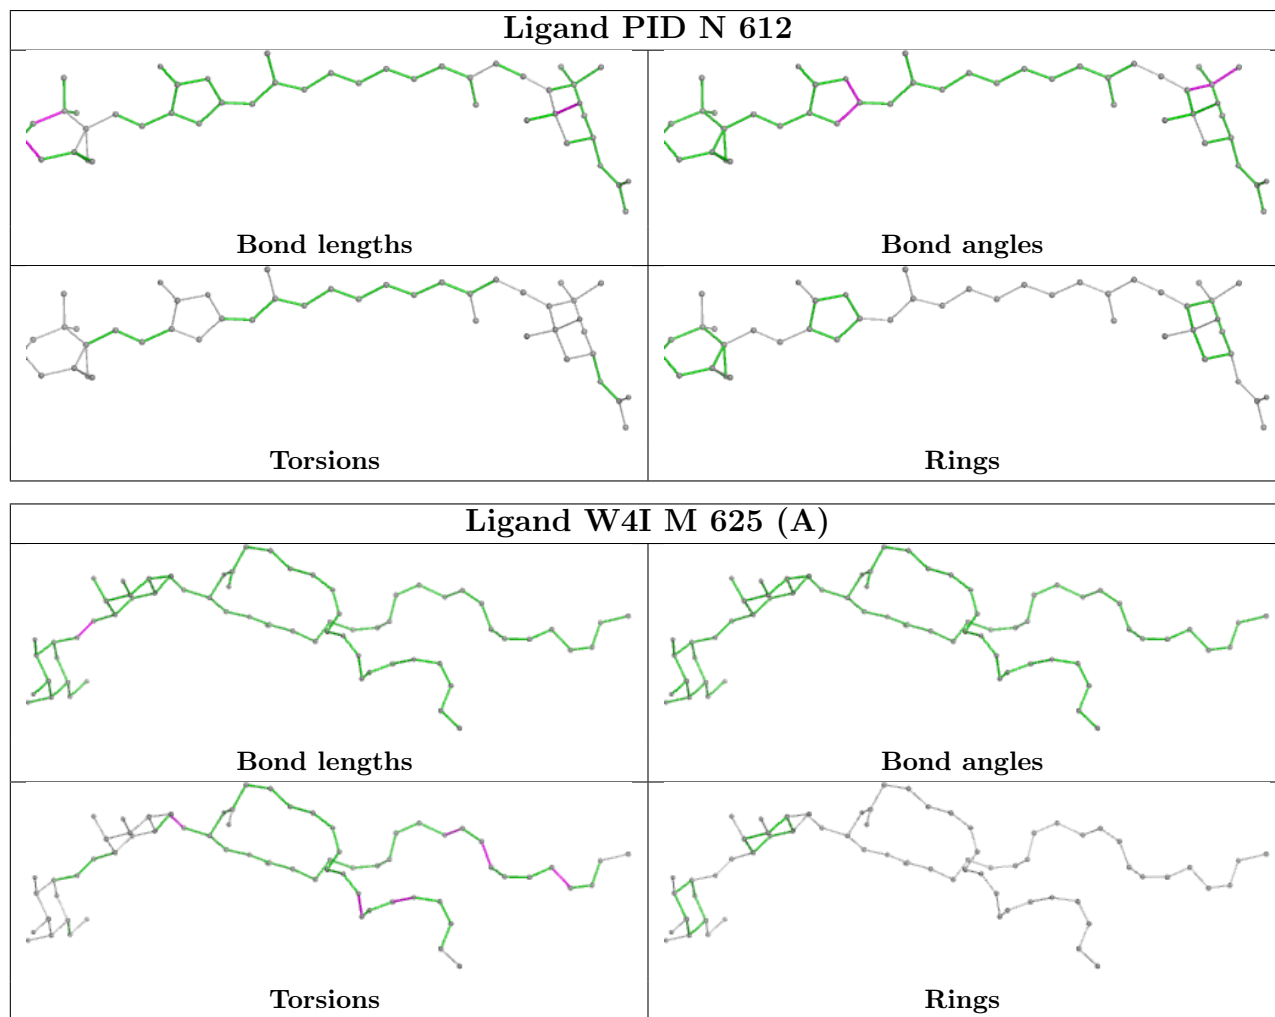 Ligand PID N 612
Bond lengths
Bond angles
Torsions
Rings
Ligand W4I M 625 (A)
Bond lengths
Bond angles
Torsions
Rings